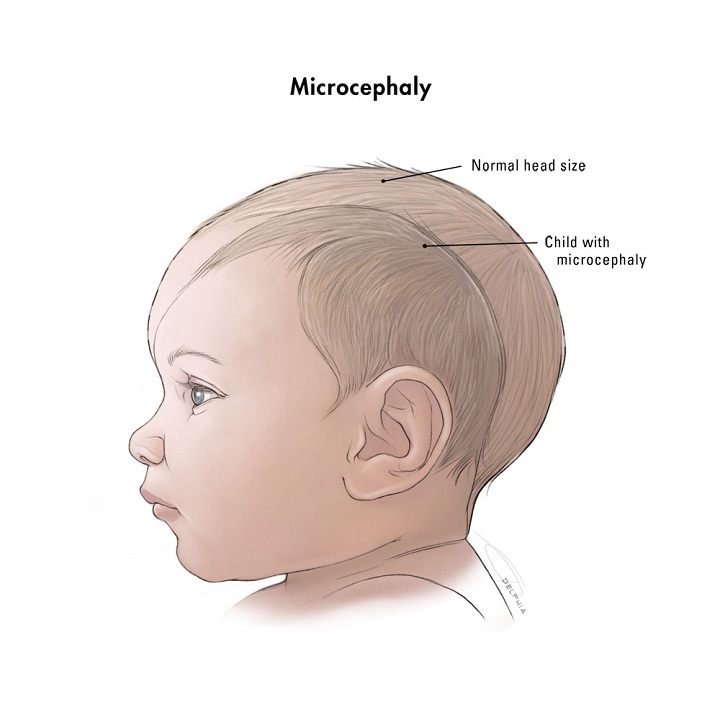 Microcephaly
Normal head size
Child with
microcephaly
DELPHIA